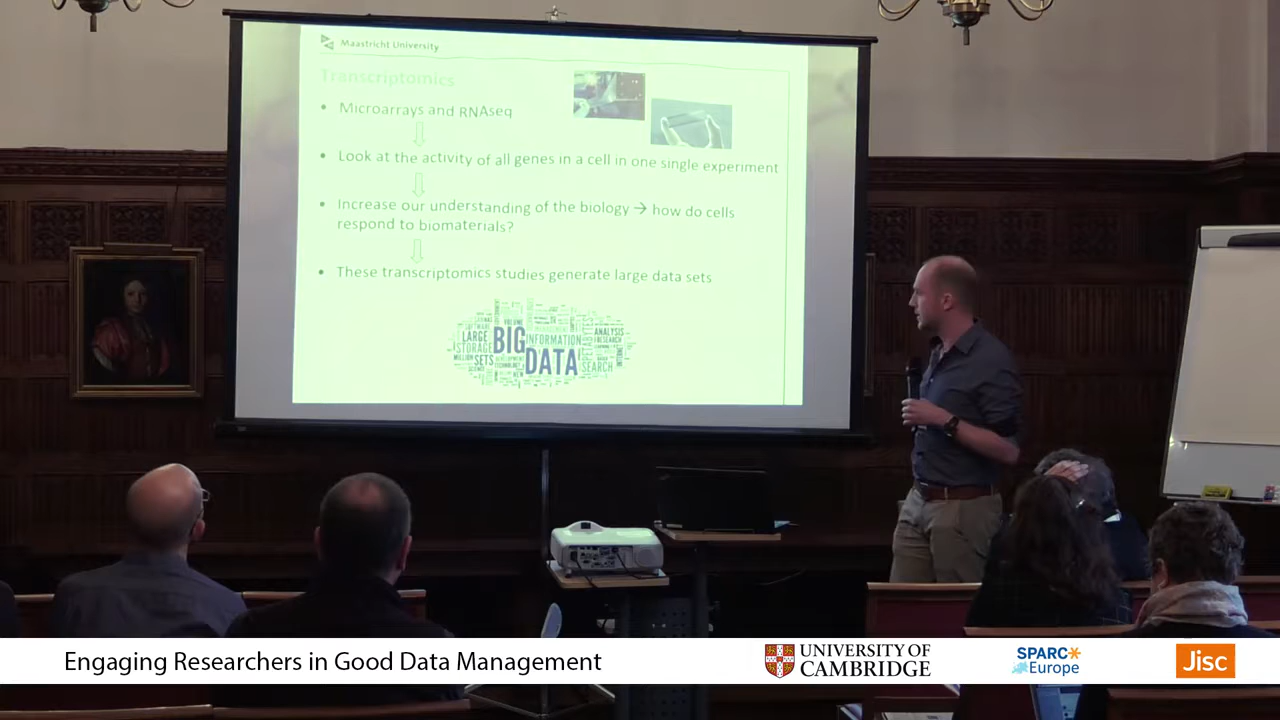 Maastricht University
Transcriptomics
• Microarrays and RNAseq
• Look at the activity of all genes in a cell in one single experiment
• Increase our understanding of the biology → how do cells
respond to biomaterials?
• These transcriptomics studies generate large data sets
LARGE
STORAGE
MILLION SETS
BIG
DATA
INFORMATION
ANALYSIS
RESEARCH
SEARCH
Engaging Researchers in Good Data Management
UNIVERSITY OF
CAMBRIDGE
SPARC*
Europe
Jisc